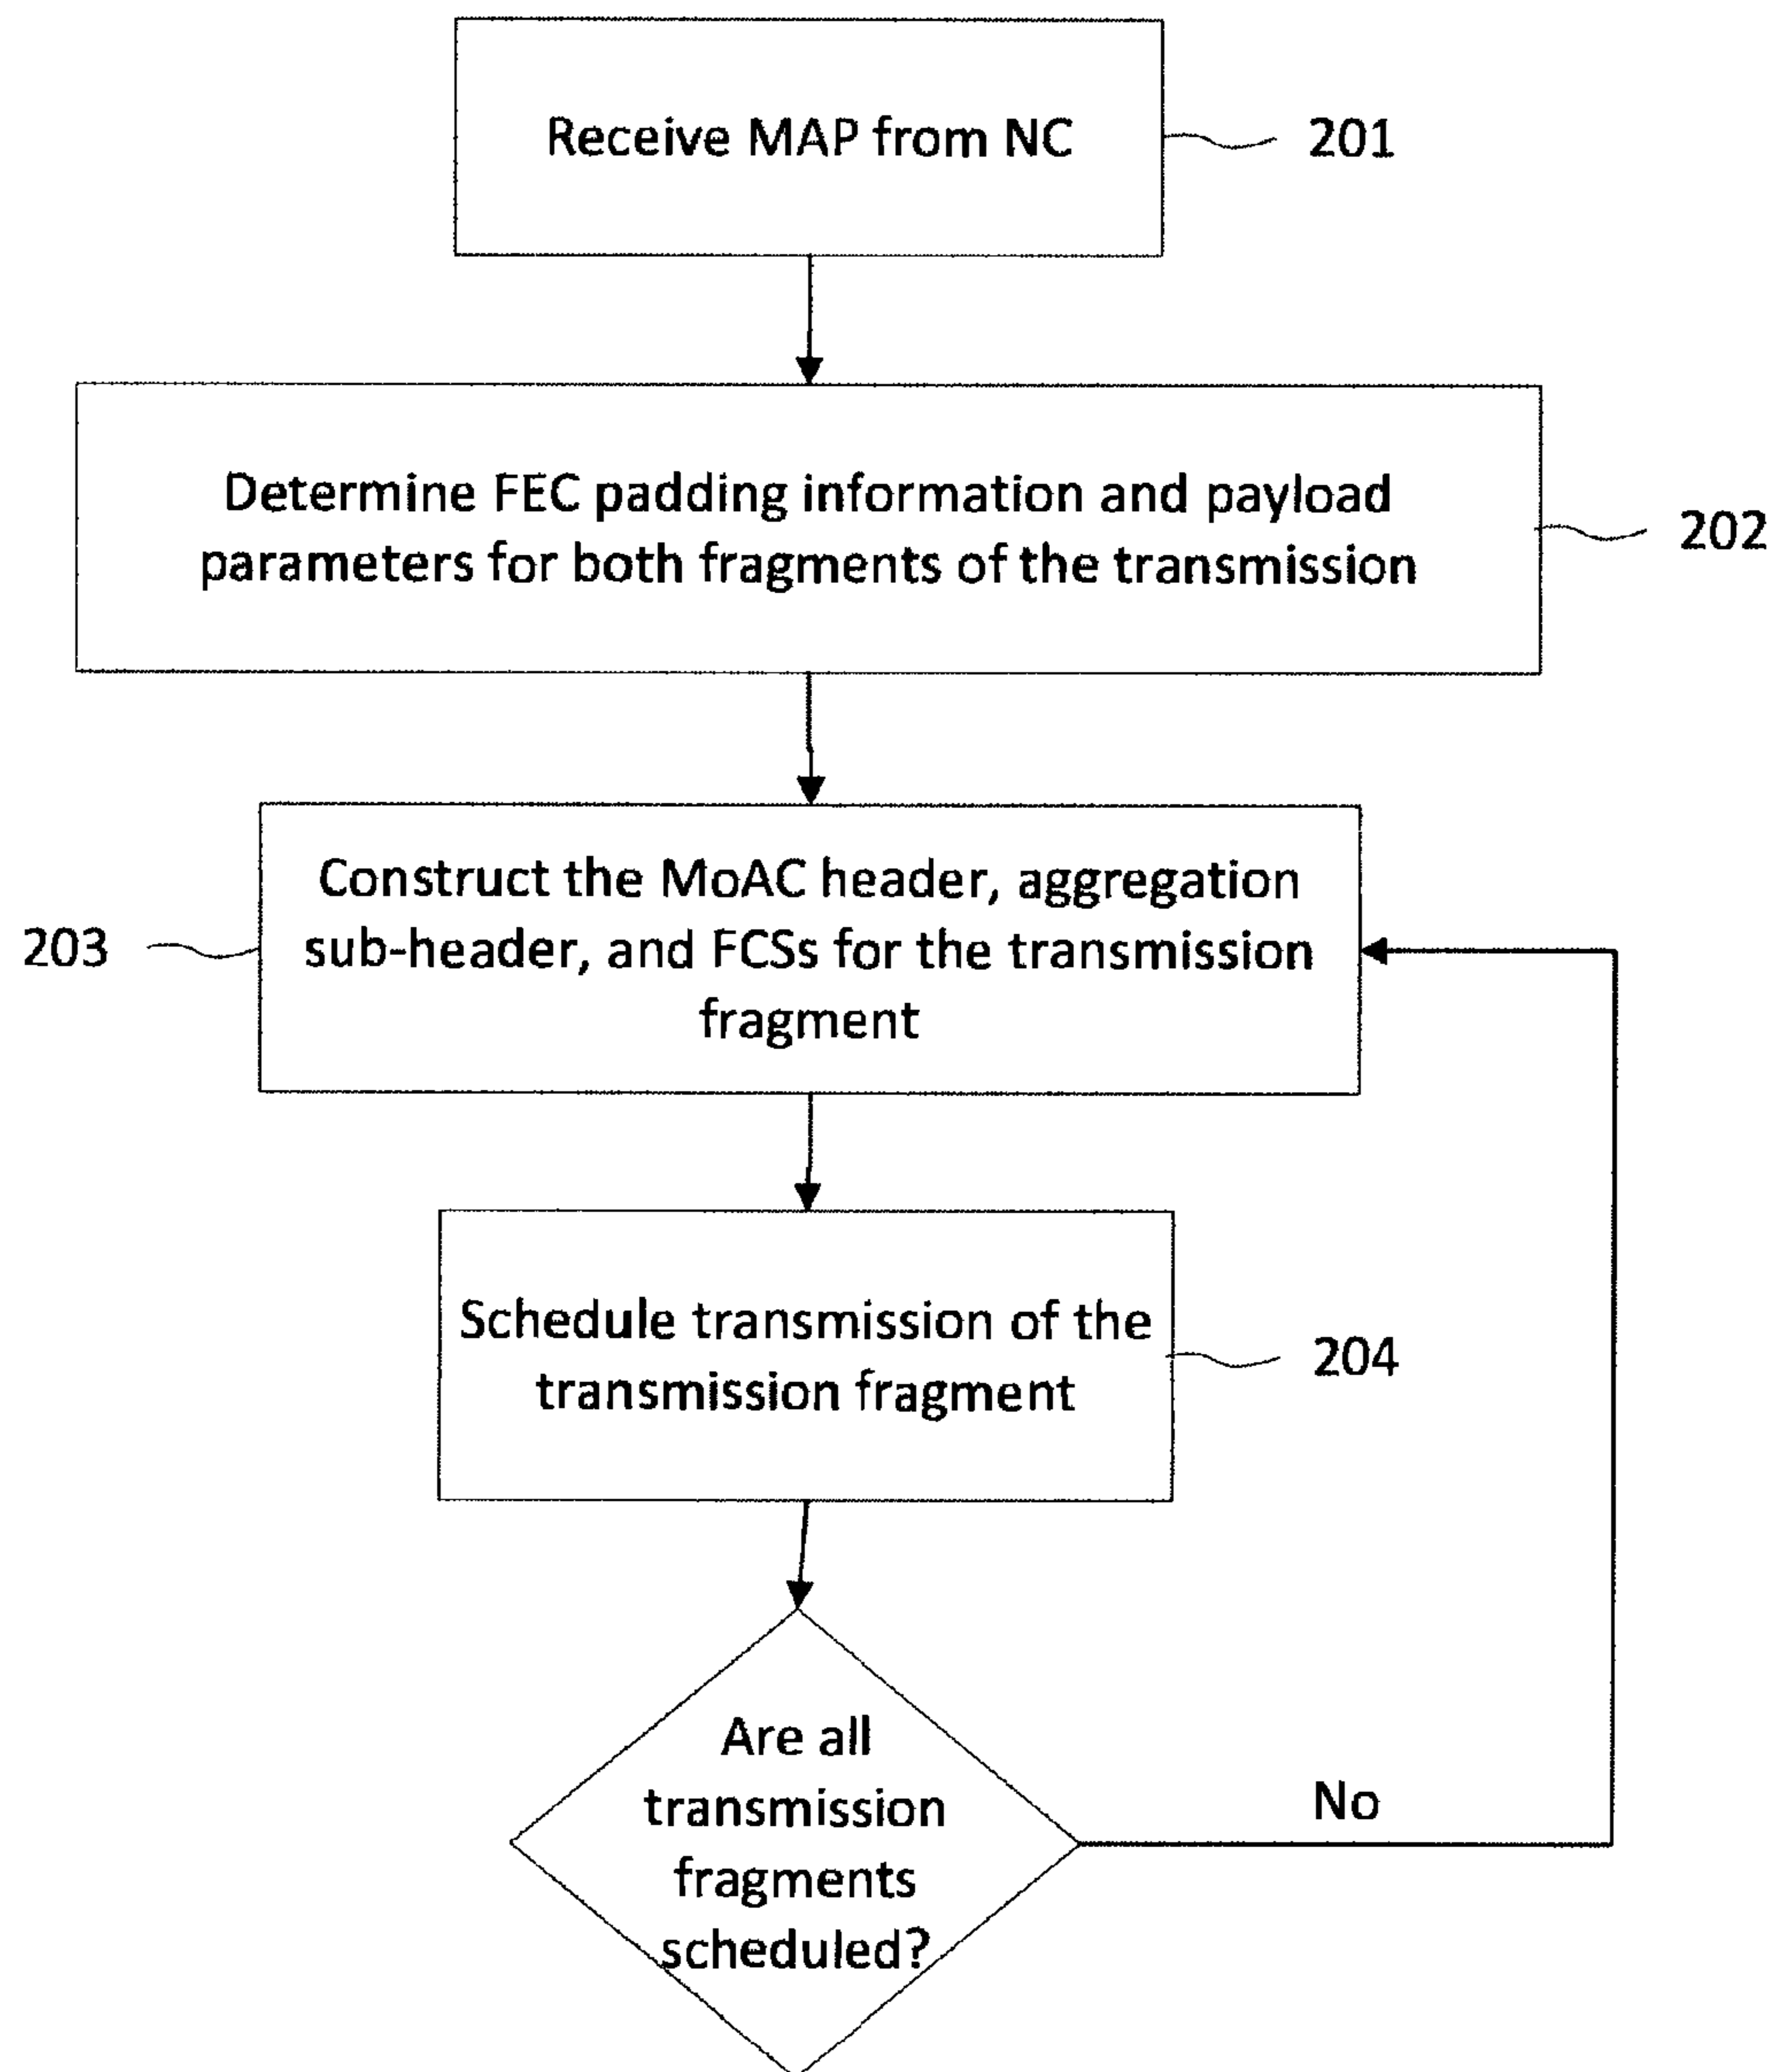 Receive MAP from NC
201
Determine FEC padding information and payload
parameters for both fragments of the transmission
202
Construct the MoAC header, aggregation
sub-header, and FCSs for the transmission
fragment
203
Schedule transmission of the
transmission fragment
204
Are all
transmission
fragments
scheduled?
No